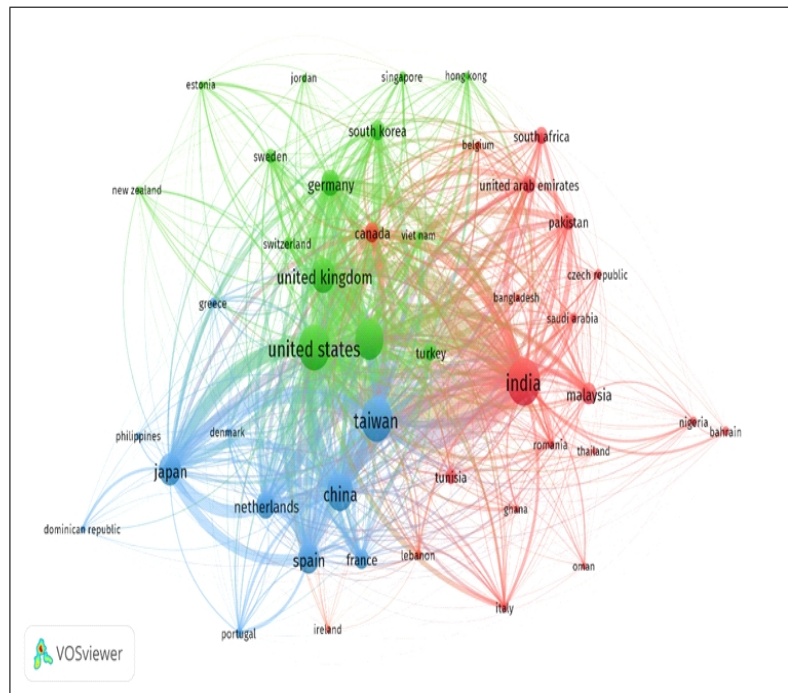 estonia
jordan
singapore
hong kong
south korea
south africa
belgium
sweden
germany
united arab emirates
new zealand
canada
viet nam
pakistan
switzerland
united kingdom
czech republic
greece
bangladesh
saudi arabia
united states
turkey
india
malaysia
taiwan
philippines
denmark
nigeria
bahrain
romania
thailand
japan
tunisia
china
netherlands
ghana
dominican republic
spain
france
lebanon
oman
italy
portugal
ireland
VOSviewer